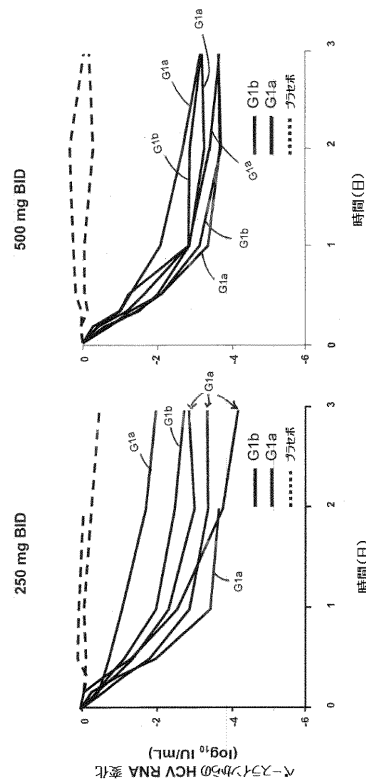 250 mg BID
ベースラインからの HCV RNA 変化
(log₁₀ IU/mL)
0
-2
-4
-6
0
1
2
3
時間(日)
G1a
G1b
G1a
G1a
G1b
G1a
プラセボ
500 mg BID
0
-2
-4
-6
0
1
2
3
時間(日)
G1a
G1a
G1b
G1a
G1b
G1a
G1b
G1a
プラセボ